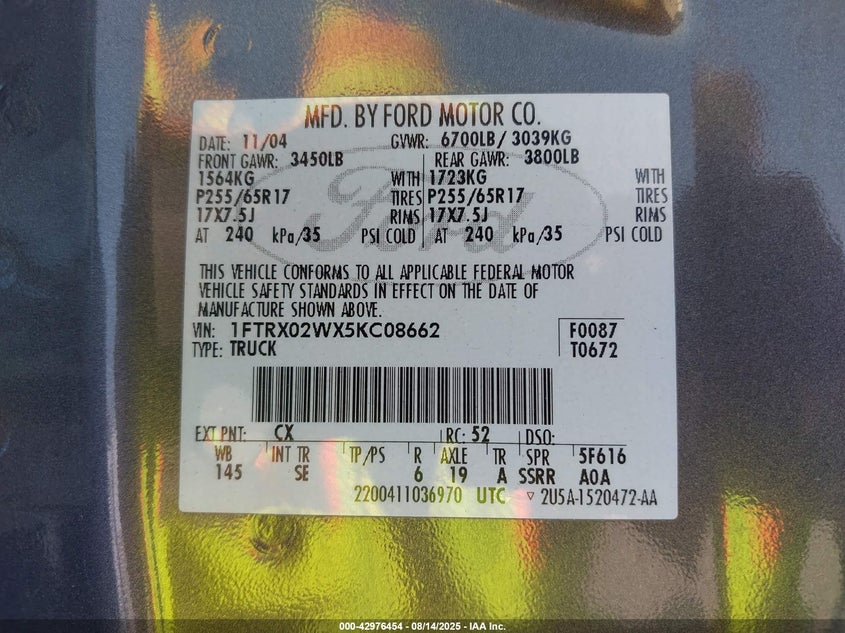 MFD. BY FORD MOTOR CO.
DATE: 11/04 GVWR: 6700LB/ 3039KG
FRONT GAWR: 3450LB REAR GAWR: 3800LB
1564KG WITH 1723KG WITH
P255/65R17 TIRES P255/65R17 TIRES
17X7.5J RIMS 17X7.5J RIMS
AT 240 kPa/35 PSI COLD AT 240 kPa/35 PSI COLD
Ford
THIS VEHICLE CONFORMS TO ALL APPLICABLE FEDERAL MOTOR
VEHICLE SAFETY STANDARDS IN EFFECT ON THE DATE OF
MANUFACTURE SHOWN ABOVE.
VIN: 1FTRX02WX5KC08662 F0087
TYPE: TRUCK T0672
EXT PNT: CX RC: 52 DSO:
WB INT TR TP/PS R AXLE TR SPR 5F616
145 SE 6 19 A SSRR AOA
2200411036970 UTC ▽ 2U5A-1520472-AA
000-42976454 - 08/14/2025 - IAA Inc.